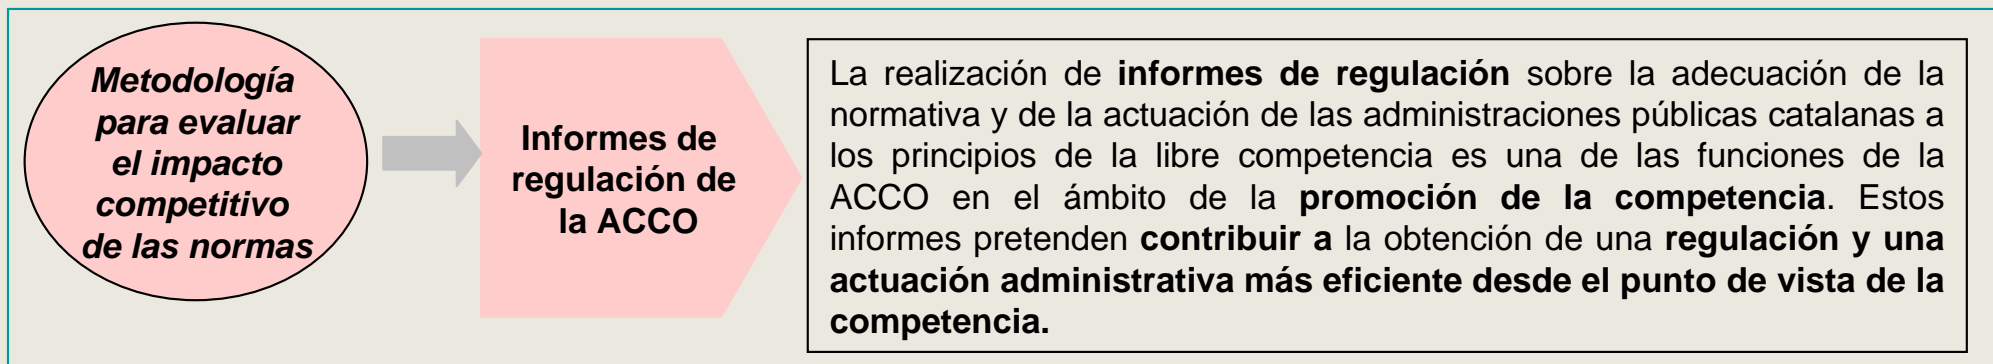 Metodología
para evaluar
el impacto
competitivo
de las normas
Informes de
regulación de
la ACCO
La realización de informes de regulación sobre la adecuación de la
normativa y de la actuación de las administraciones públicas catalanas a
los principios de la libre competencia es una de las funciones de la
ACCO en el ámbito de la promoción de la competencia. Estos
informes pretenden contribuir a la obtención de una regulación y una
actuación administrativa más eficiente desde el punto de vista de la
competencia.